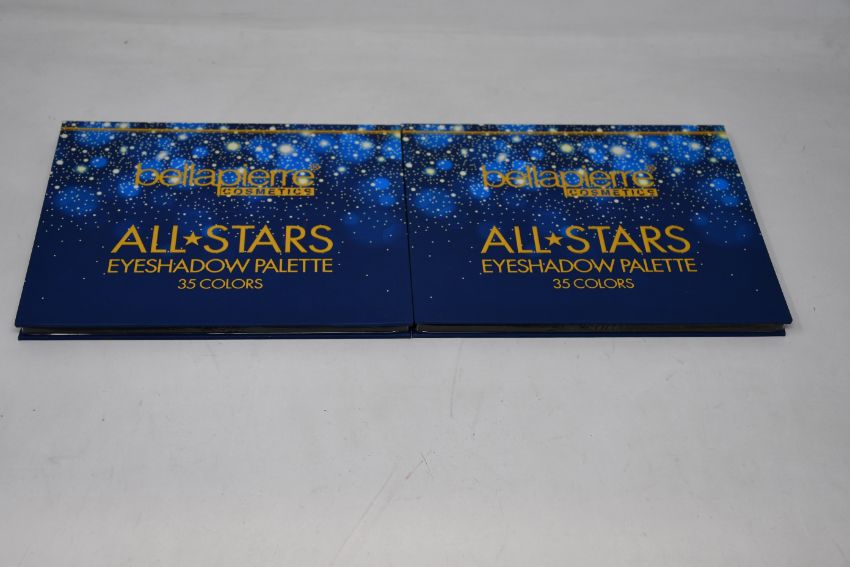 bellapierre®
COSMETICS
ALL★STARS
EYESHADOW PALETTE
35 COLORS
bellapierre®
COSMETICS
ALL★STARS
EYESHADOW PALETTE
35 COLORS